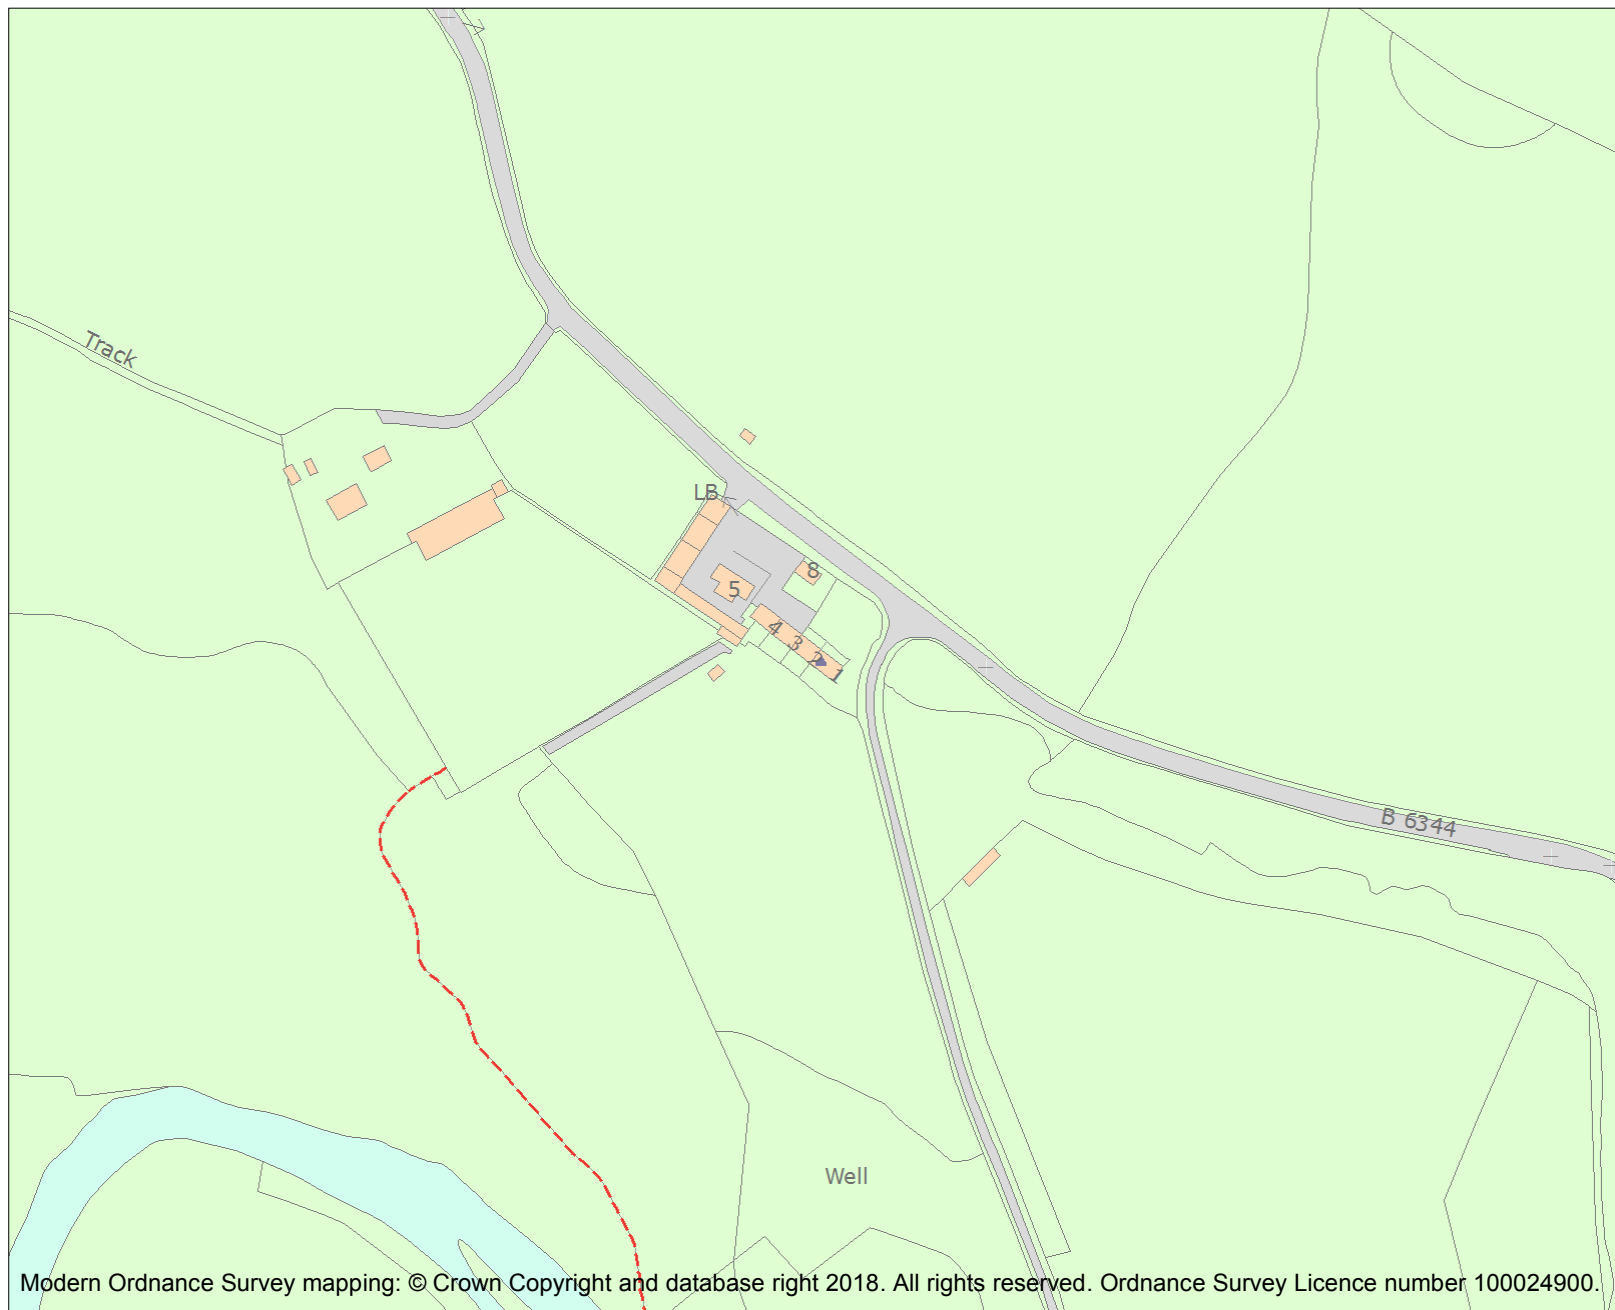 Track
LB
8
5
4
3
2
1
B 6344
Well
Modern Ordnance Survey mapping: © Crown Copyright and database right 2018. All rights reserved. Ordnance Survey Licence number 100024900.